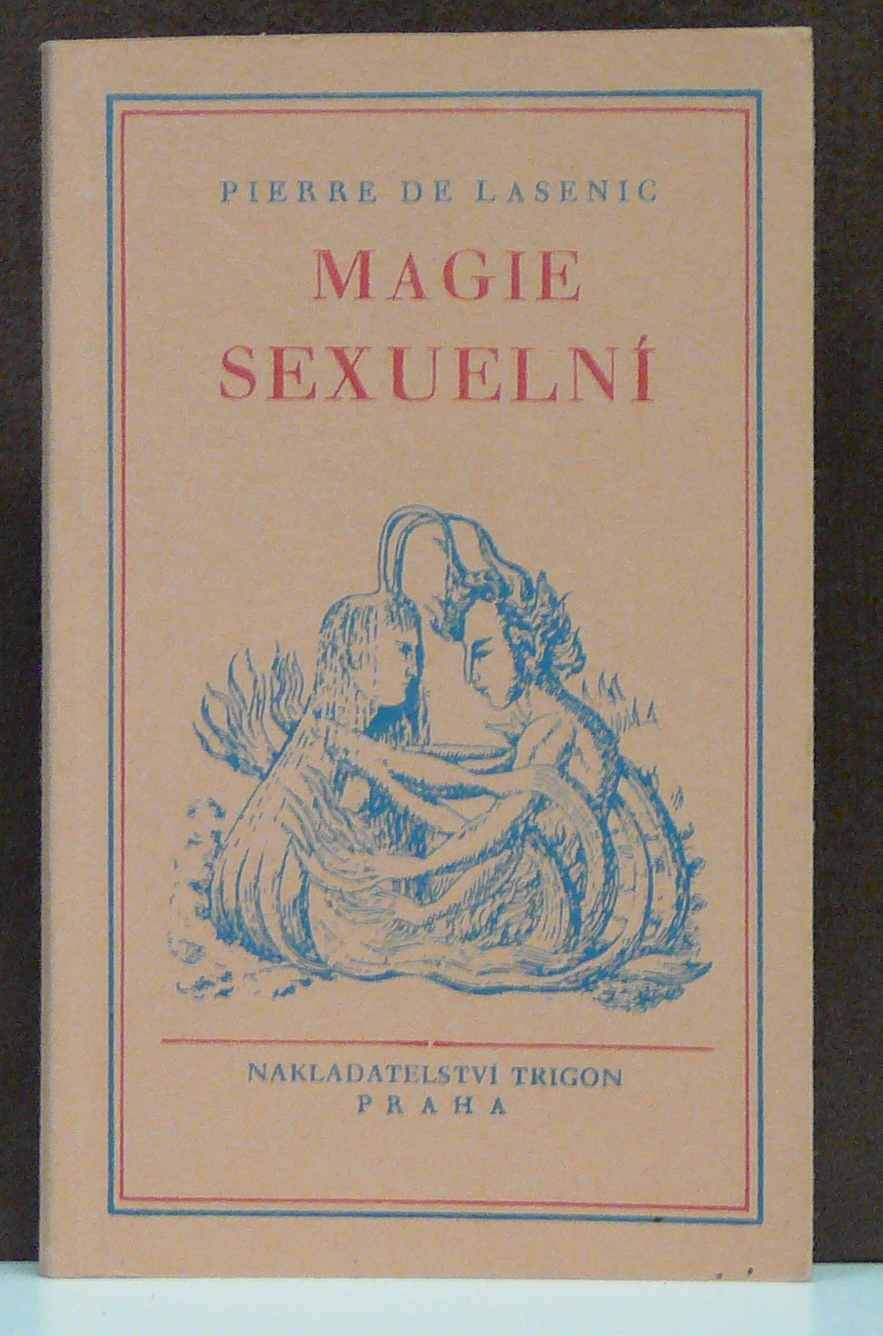 PIERRE DE LASENIC
MAGIE
SEXUELNÍ
NAKLADATELSTVÍ TRIGON
PRAHA